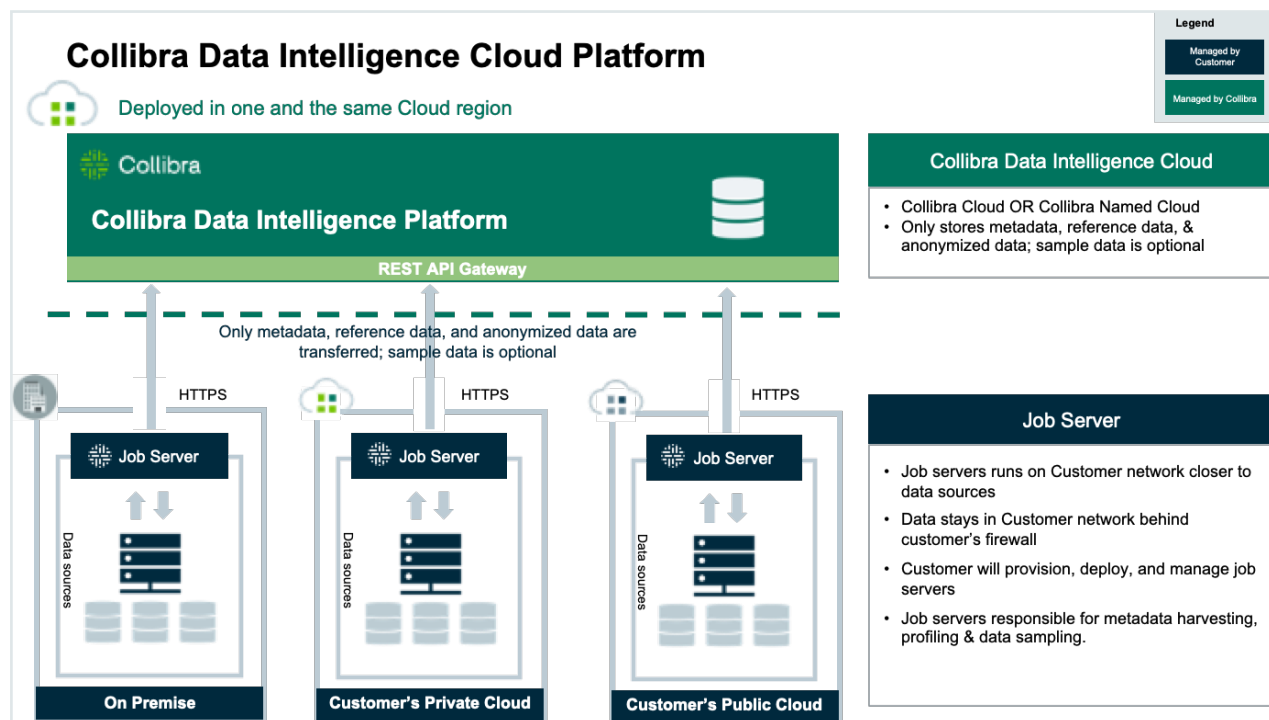 Legend
Managed by
Customer
Managed by Collibra
Collibra Data Intelligence Cloud Platform
Deployed in one and the same Cloud region
Collibra
Collibra Data Intelligence Platform
REST API Gateway
Collibra Data Intelligence Cloud
• Collibra Cloud OR Collibra Named Cloud
• Only stores metadata, reference data, &
anonymized data; sample data is optional
Only metadata, reference data, and anonymized data are
transferred; sample data is optional
HTTPS
HTTPS
HTTPS
Job Server
Job Server
Job Server
Data sources
Data sources
Data sources
On Premise
Customer's Private Cloud
Customer's Public Cloud
Job Server
• Job servers runs on Customer network closer to
data sources
• Data stays in Customer network behind
customer's firewall
• Customer will provision, deploy, and manage job
servers
• Job servers responsible for metadata harvesting,
profiling & data sampling.